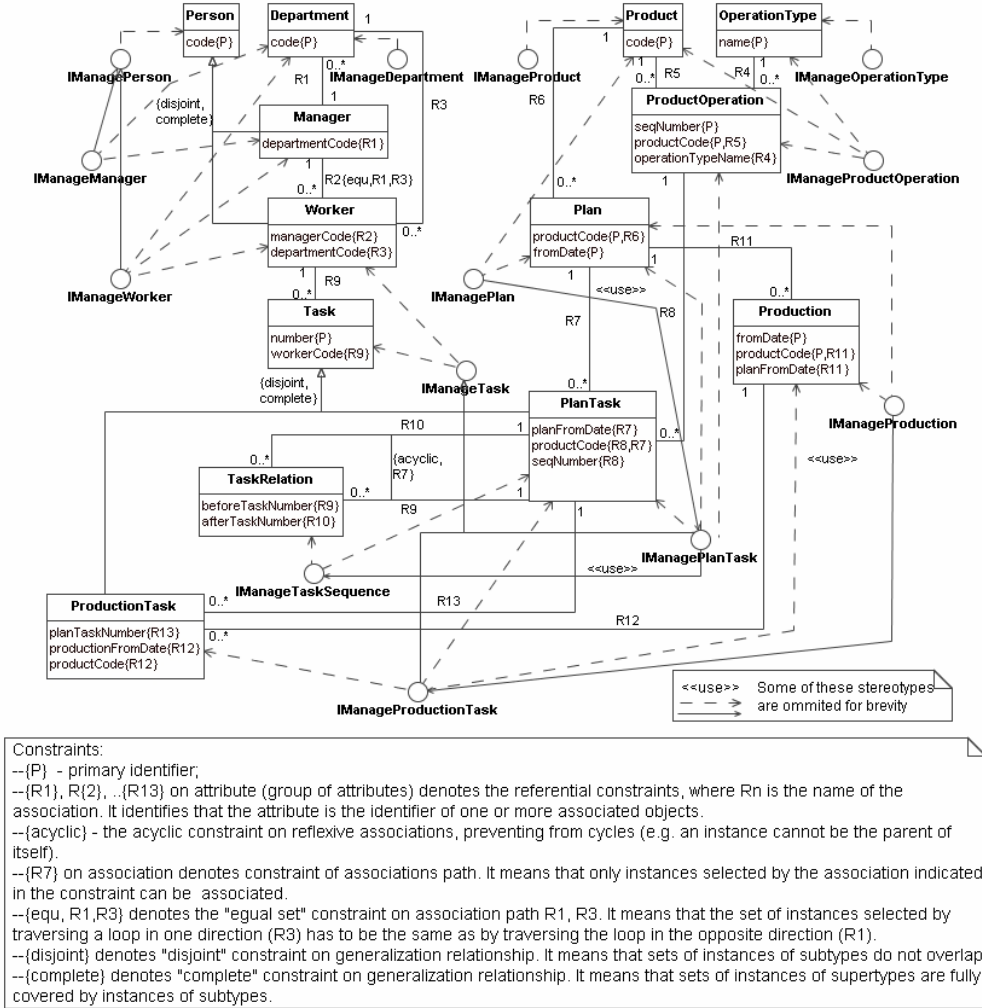 Person
code{P}
Department
code{P}
1
Product
code{P}
1
OperationType
name{P}
IManagePerson
R1
0..*
IManageDepartment
IManageProduct
1
0..*
R5
R4
0..*
IManageOperationType
{disjoint,
complete}
1
R3
R6
Manager
departmentCode{R1}
ProductOperation
seqNumber{P}
productCode{P,R5}
operationTypeName{R4}
IManageManager
1
R2{equ,R1,R3}
0..*
0..*
1
IManageProductOperation
Worker
managerCode{R2}
departmentCode{R3}
0..*
Plan
productCode{P,R6}
fromDate{P}
R11
1
IManageWorker
1
R9
0..*
IManagePlan
1
<<use>>
0..*
Task
number{P}
workerCode{R9}
R7
R8
Production
fromDate{P}
productCode{P,R11}
planFromDate{R11}
{disjoint,
complete}
IManageTask
0..*
1
PlanTask
planFromDate{R7}
productCode{R8,R7}
seqNumber{R8}
0..*
IManageProduction
R10
1
0..*
{acyclic,
R7}
<<use>>
TaskRelation
beforeTaskNumber{R9}
afterTaskNumber{R10}
0..*
R9
1
1
IManagePlanTask
<<use>>
IManageTaskSequence
ProductionTask
planTaskNumber{R13}
productionFromDate{R12}
productCode{R12}
0..*
R13
0..*
R12
IManageProductionTask
<<use>> Some of these stereotypes
are ommited for brevity
Constraints:
--{P} - primary identifier;
--{R1}, R{2}, ..{R13} on attribute (group of attributes) denotes the referential constraints, where Rn is the name of the
association. It identifies that the attribute is the identifier of one or more associated objects.
--{acyclic} - the acyclic constraint on reflexive associations, preventing from cycles (e.g. an instance cannot be the parent of
itself).
--{R7} on association denotes constraint of associations path. It means that only instances selected by the association indicated
in the constraint can be associated.
--{equ, R1,R3} denotes the "egual set" constraint on association path R1, R3. It means that the set of instances selected by
traversing a loop in one direction (R3) has to be the same as by traversing the loop in the opposite direction (R1).
--{disjoint} denotes "disjoint" constraint on generalization relationship. It means that sets of instances of subtypes do not overlap
--{complete} denotes "complete" constraint on generalization relationship. It means that sets of instances of supertypes are fully
covered by instances of subtypes.